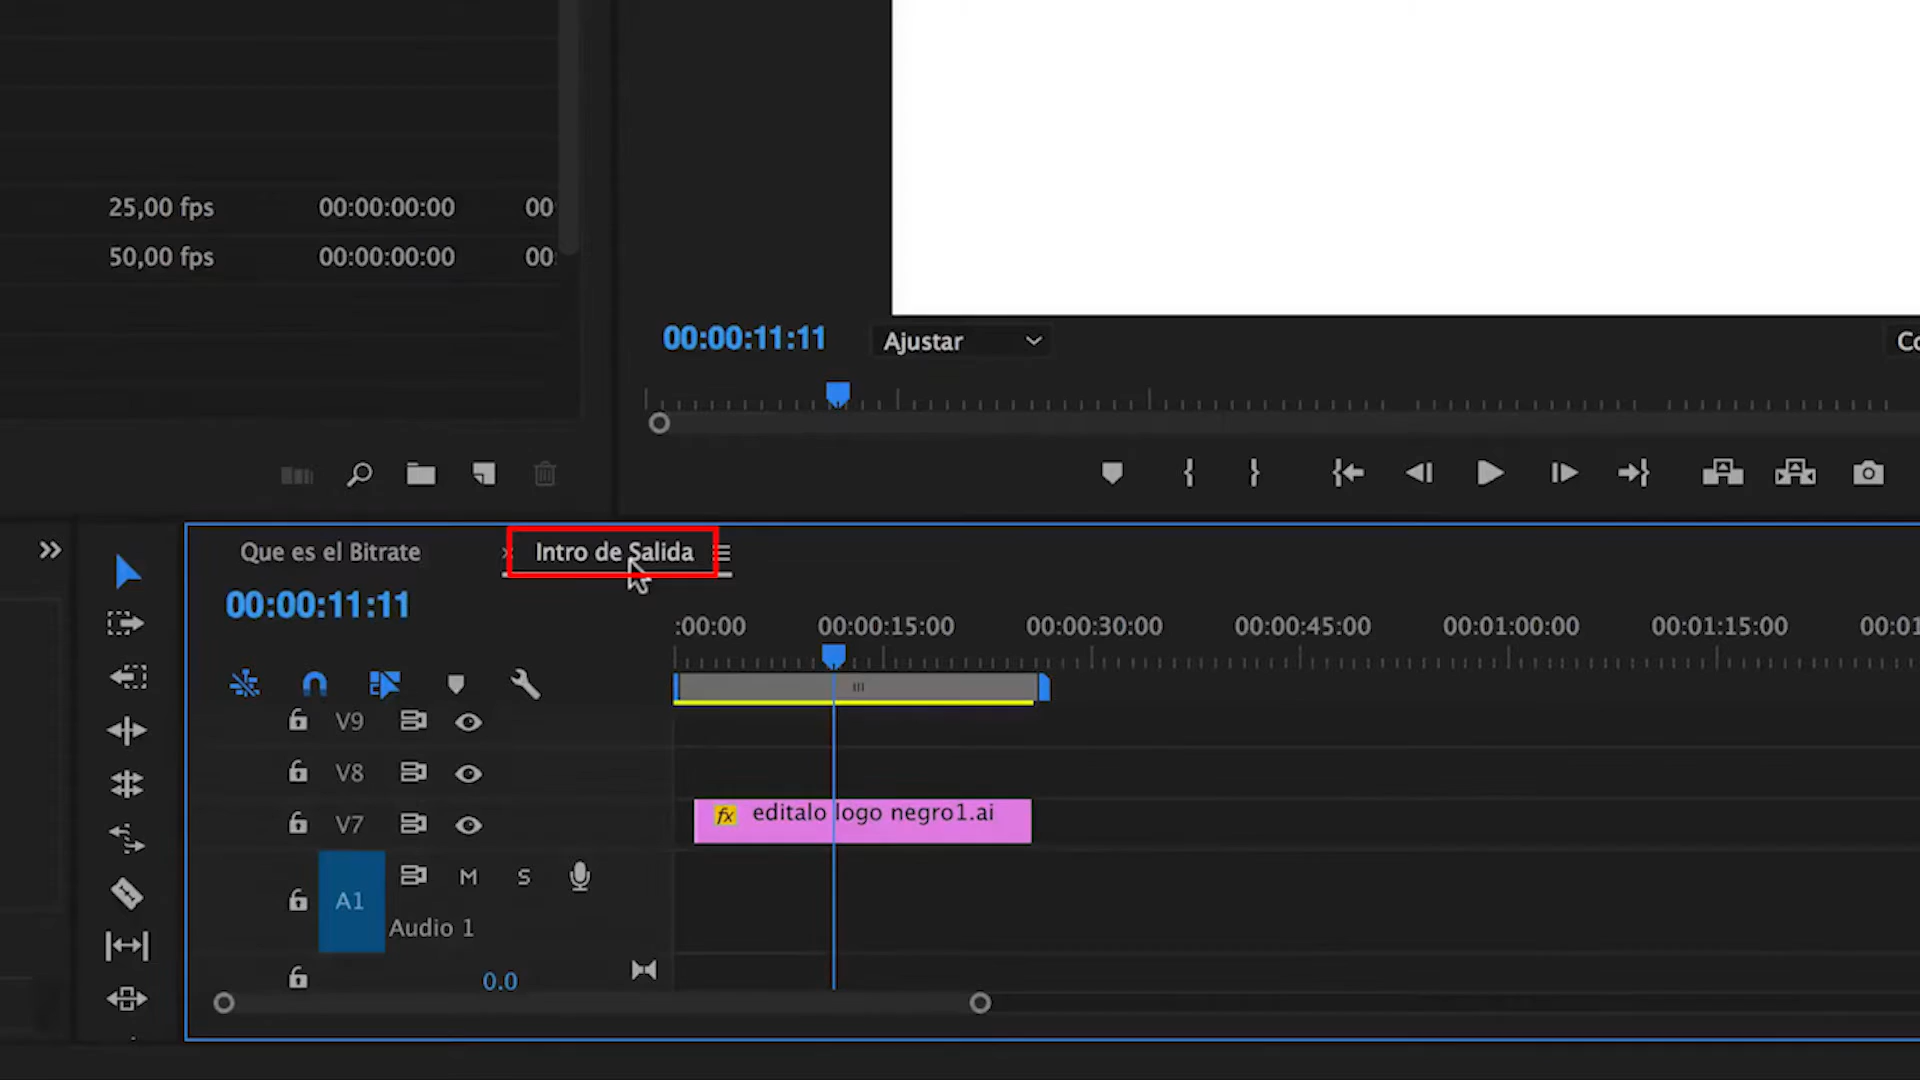 25,00 fps 00:00:00:00 00
50,00 fps 00:00:00:00 00
00:00:11:11 Ajustar
Que es el Bitrate
Intro de Salida
00:00:11:11
:00:00 00:00:15:00 00:00:30:00 00:00:45:00 00:01:00:00 00:01:15:00 00:01
V9
V8
V7
fx editalo logo negro1.ai
M S
A1
Audio 1
0.0